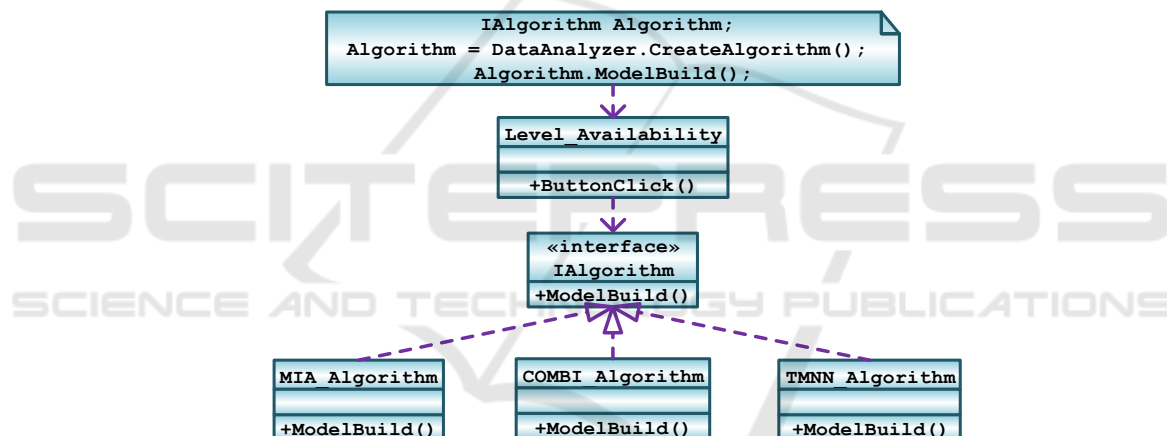 IAlgorithm Algorithm;
Algorithm = DataAnalyzer.CreateAlgorithm();
Algorithm.ModelBuild();
Level_Availability
+ButtonClick()
«interface»
IAlgorithm
+ModelBuild()
SCITEPRESS
SCIENCE AND TECHNOLOGY PUBLICATIONS
MIA_Algorithm
+ModelBuild()
COMBI_Algorithm
+ModelBuild()
TMNN_Algorithm
+ModelBuild()